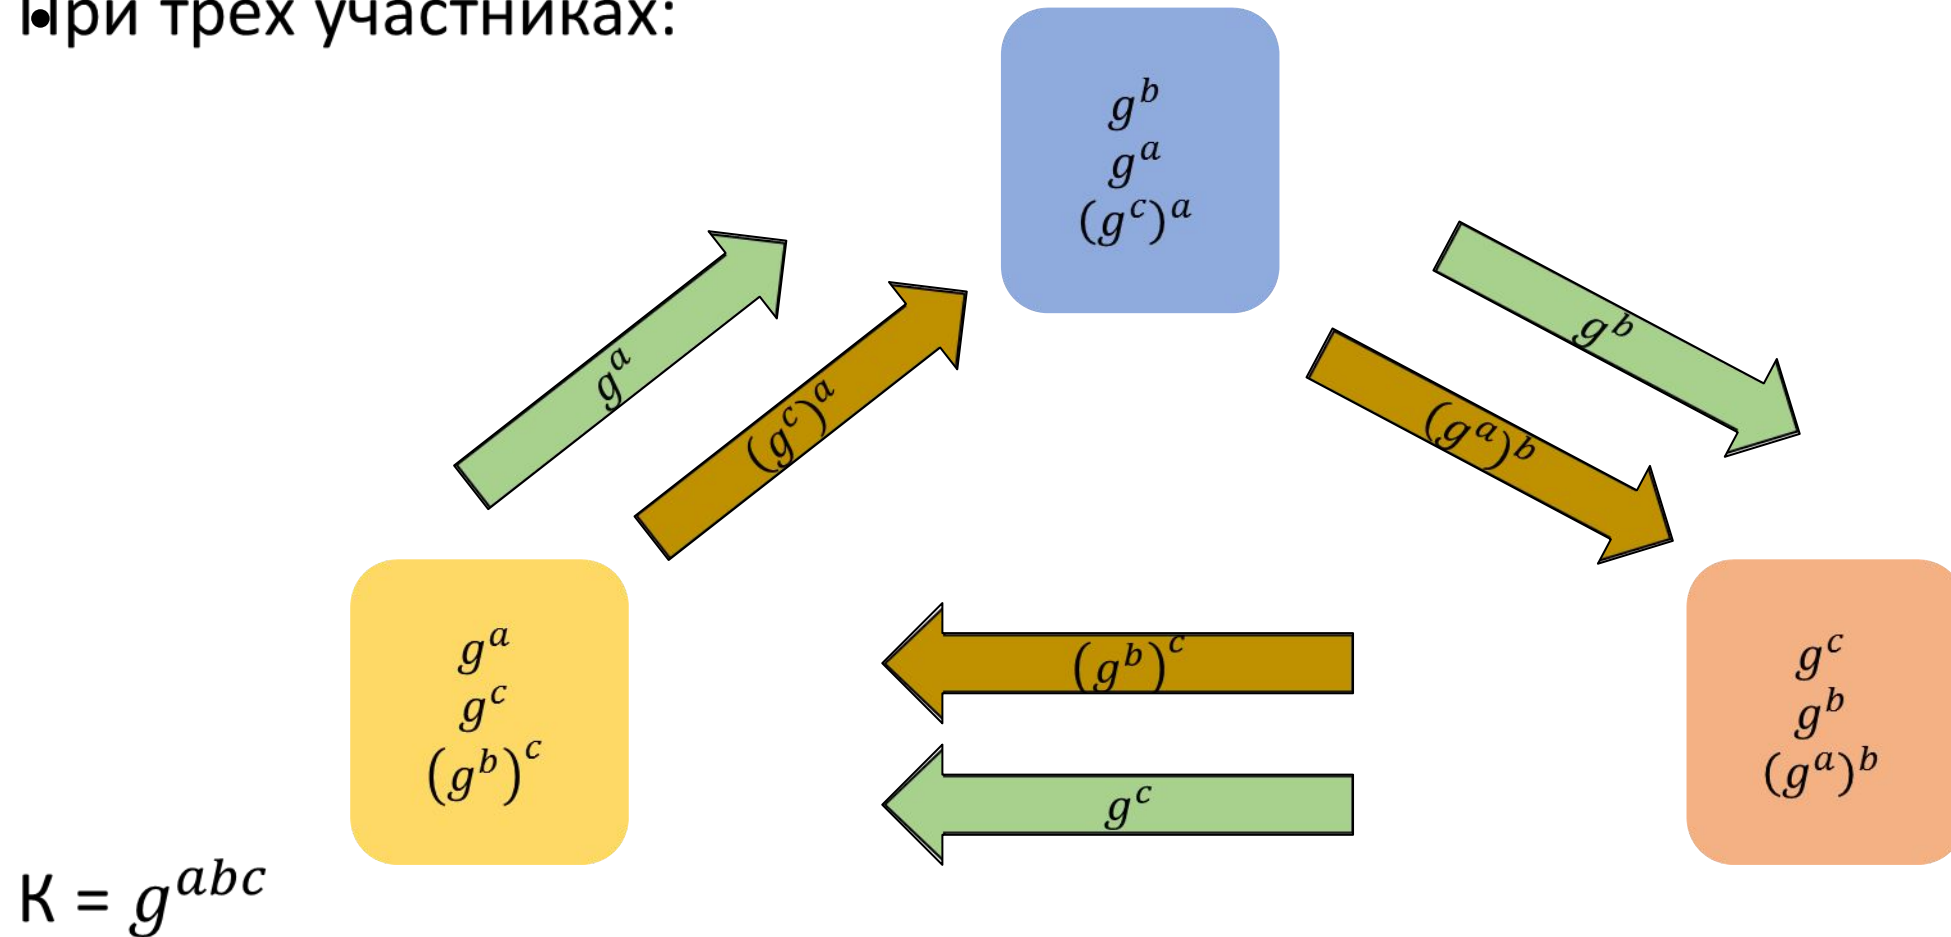 При трех участниках:
g^b
g^a
(g^c)^a
g^a
(g^c)^a
g^b
(g^a)^b
g^a
g^c
(g^b)^c
(g^b)^c
g^c
g^c
g^b
(g^a)^b
К = g^{abc}